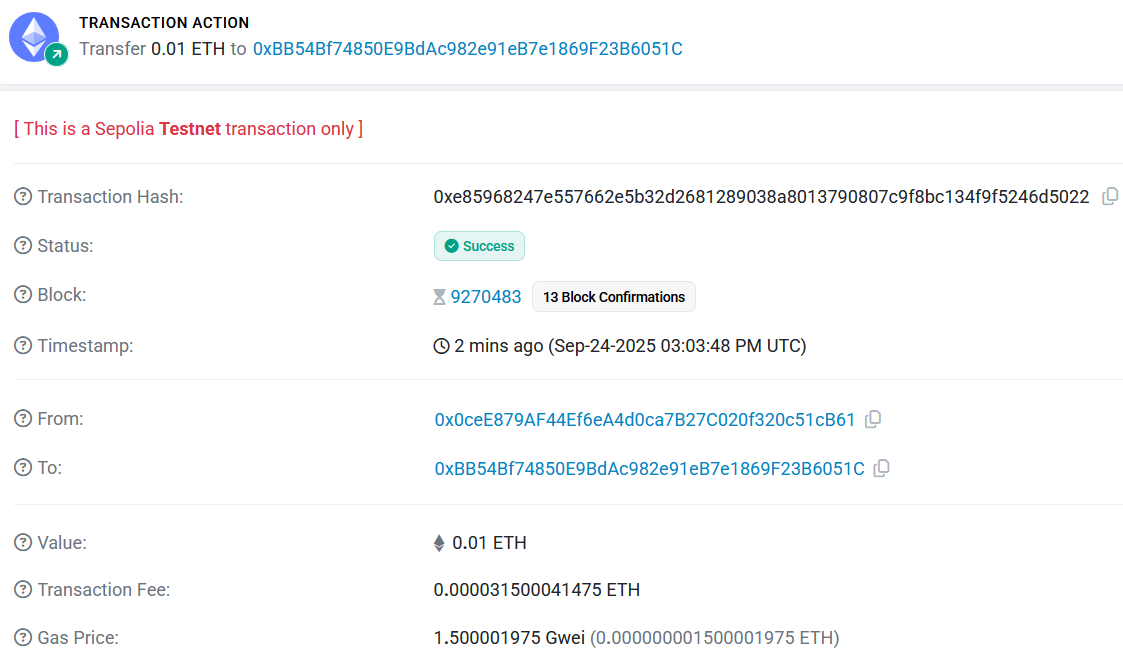 TRANSACTION ACTION
Transfer 0.01 ETH to 0xBB54Bf74850E9BdAc982e91eB7e1869F23B6051C
[ This is a Sepolia Testnet transaction only ]
Transaction Hash: 0xe85968247e557662e5b32d2681289038a8013790807c9f8bc134f9f5246d5022
Status: Success
Block: 9270483 13 Block Confirmations
Timestamp: 2 mins ago (Sep-24-2025 03:03:48 PM UTC)
From: 0x0ceE879AF44Ef6eA4d0ca7B27C020f320c51cB61
To: 0xBB54Bf74850E9BdAc982e91eB7e1869F23B6051C
Value: 0.01 ETH
Transaction Fee: 0.000031500041475 ETH
Gas Price: 1.500001975 Gwei (0.000000001500001975 ETH)